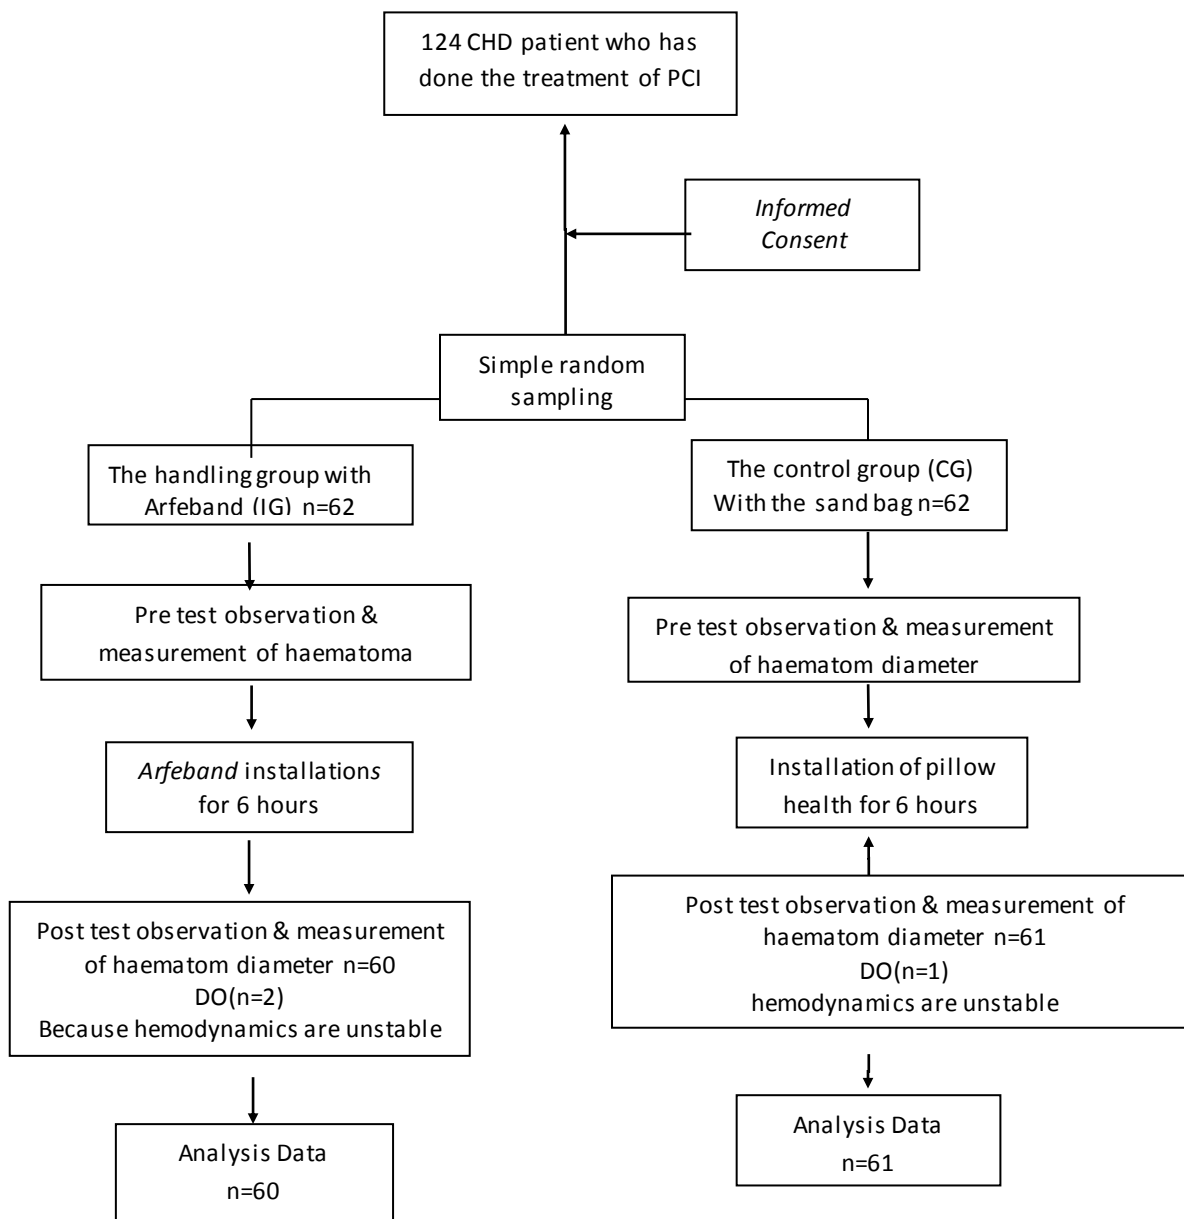 124 CHD patient who has
done the treatment of PCI
Informed
Consent
Simple random
sampling
The handling group with
Arfeband (IG) n=62
The control group (CG)
With the sand bag n=62
Pre test observation &
measurement of haematoma
Pre test observation & measurement
of haematom diameter
Arfeband installations
for 6 hours
Installation of pillow
health for 6 hours
Post test observation & measurement
of haematom diameter n=60
DO(n=2)
Because hemodynamics are unstable
Post test observation & measurement of
haematom diameter n=61
DO(n=1)
hemodynamics are unstable
Analysis Data
n=60
Analysis Data
n=61